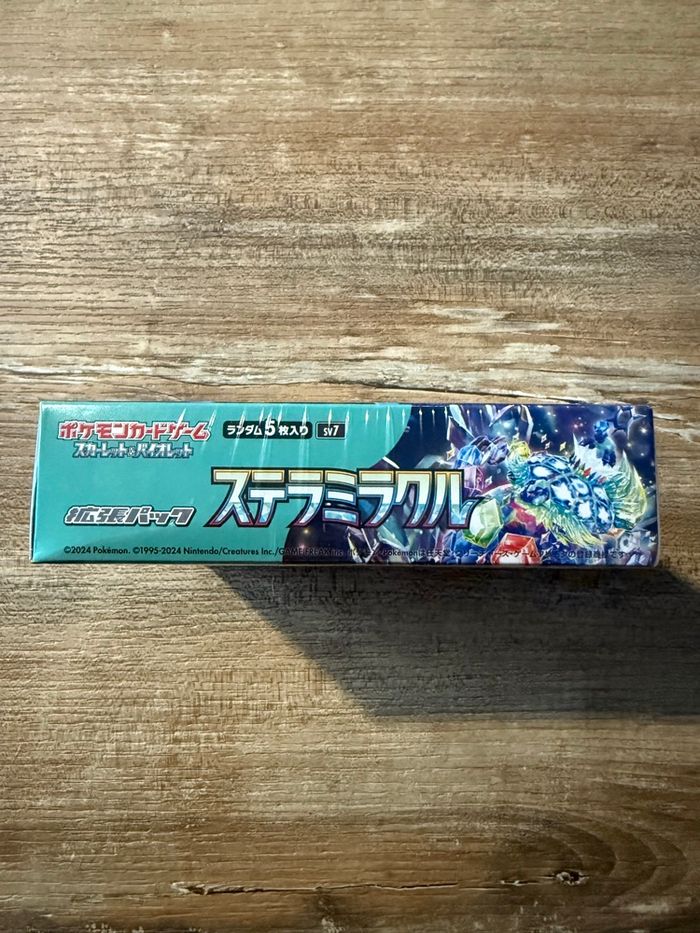 ポケモンカードゲーム
スカーレット&バイオレット
ランダム5枚入り
SV7
拡張パック
ステラミラクル
©2024 Pokémon. ©1995-2024 Nintendo/Creatures Inc./GAME FREAK inc.